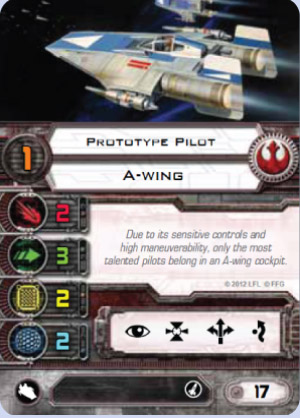 PROTOTYPE PILOT
1
A-WING
2
3
2
2
Due to its sensitive controls and
high maneuverability, only the most
talented pilots belong in an A-wing cockpit.
© 2012 LFL © FFG
17